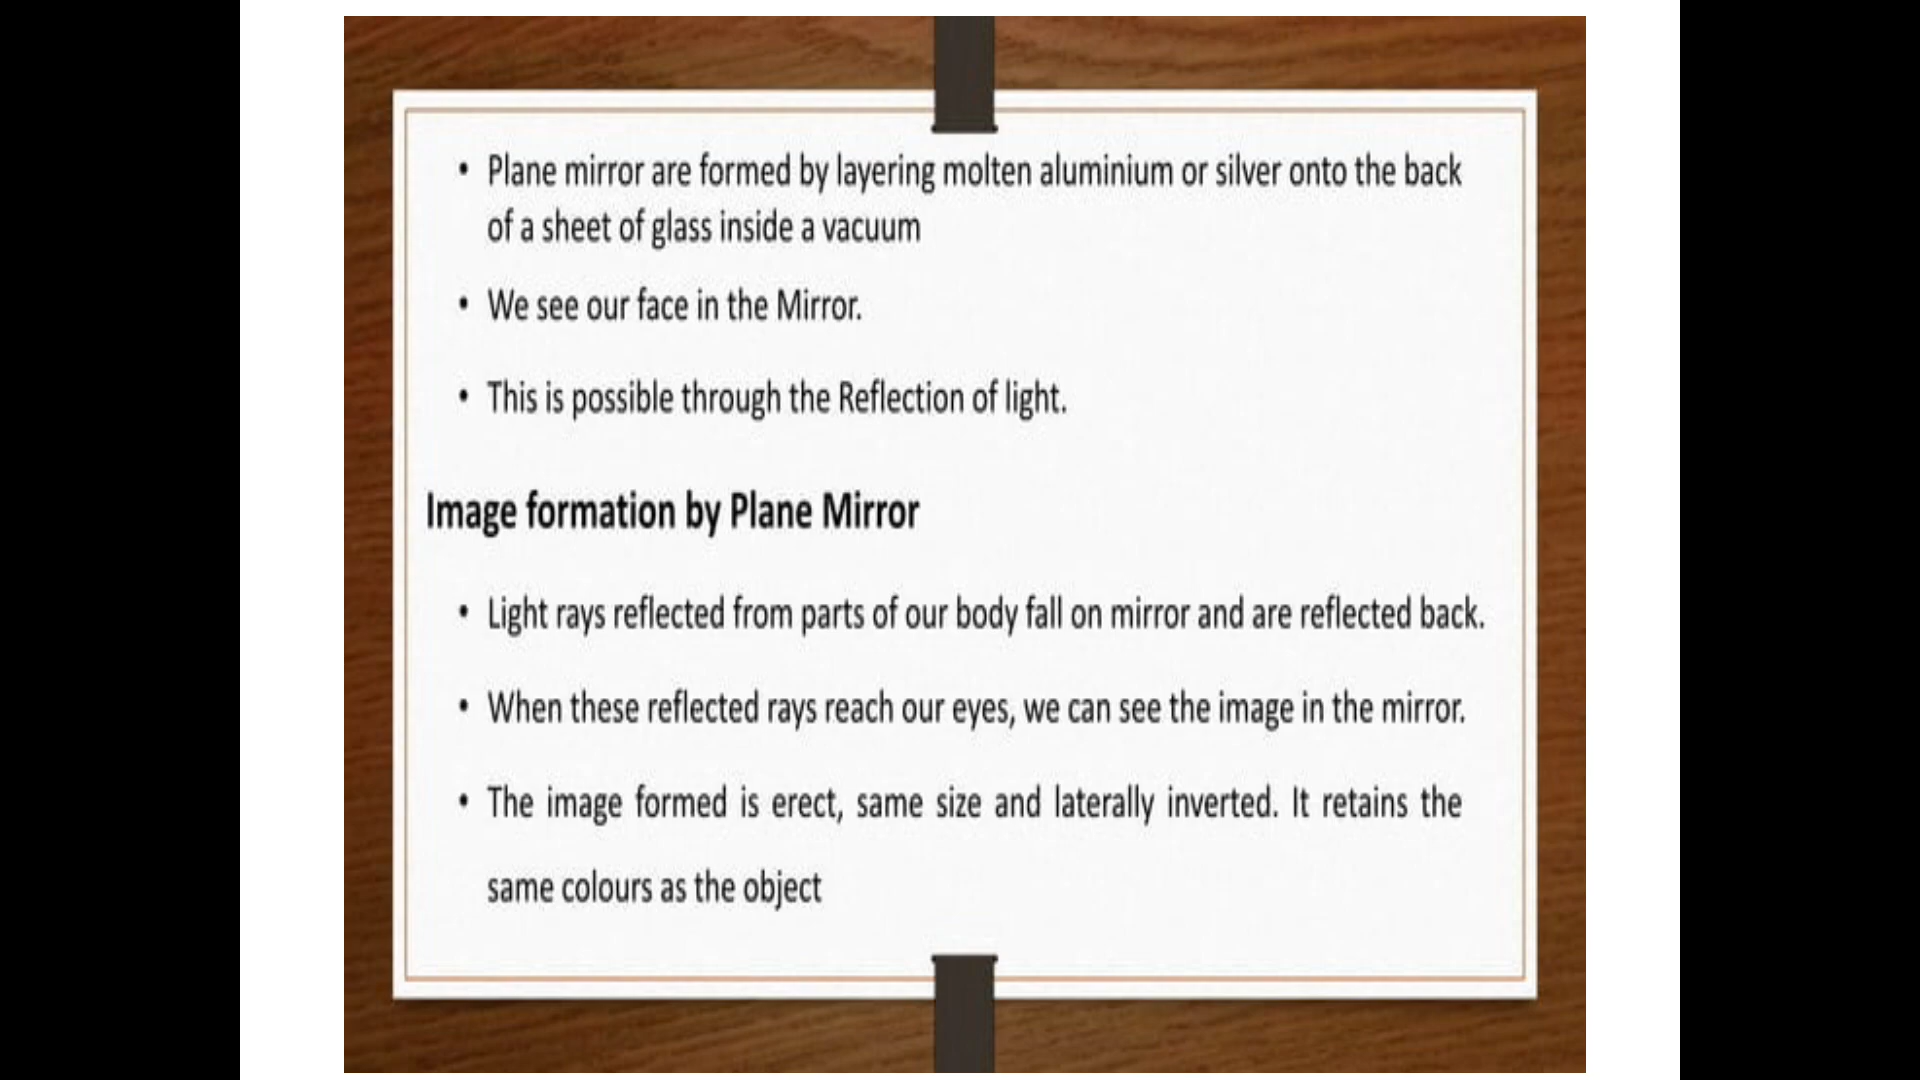 • Plane mirror are formed by layering molten aluminium or silver onto the back
of a sheet of glass inside a vacuum
• We see our face in the Mirror.
• This is possible through the Reflection of light.
Image formation by Plane Mirror
• Light rays reflected from parts of our body fall on mirror and are reflected back.
• When these reflected rays reach our eyes, we can see the image in the mirror.
• The image formed is erect, same size and laterally inverted. It retains the
same colours as the object